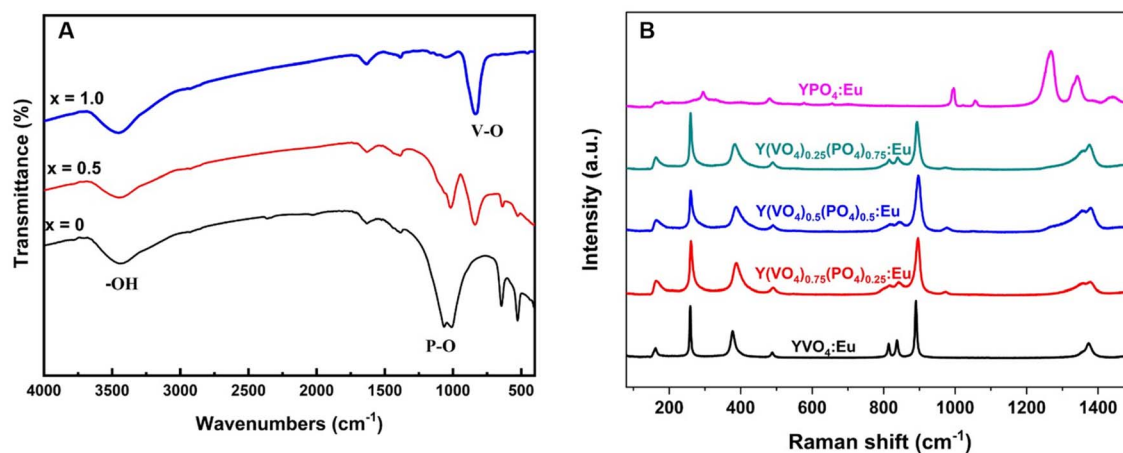 A
x = 1.0
V-O
x = 0.5
x = 0
-OH
P-O
Transmittance (%)
4000 3500 3000 2500 2000 1500 1000 500
Wavenumbers (cm⁻¹)
B
YPO₄:Eu
Y(VO₄)₀.₂₅(PO₄)₀.₇₅:Eu
Y(VO₄)₀.₅(PO₄)₀.₅:Eu
Y(VO₄)₀.₇₅(PO₄)₀.₂₅:Eu
YVO₄:Eu
Intensity (a.u.)
200 400 600 800 1000 1200 1400
Raman shift (cm⁻¹)